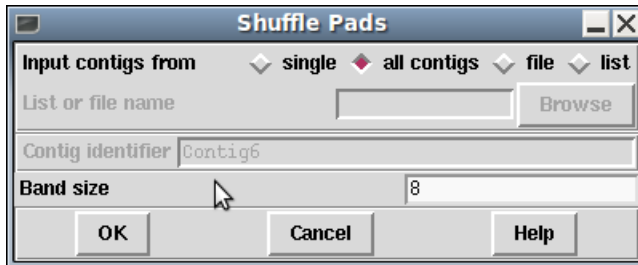 Shuffle Pads
Input contigs from single all contigs file list
List or file name Browse
Contig identifier Contig6
Band size 8
OK Cancel Help